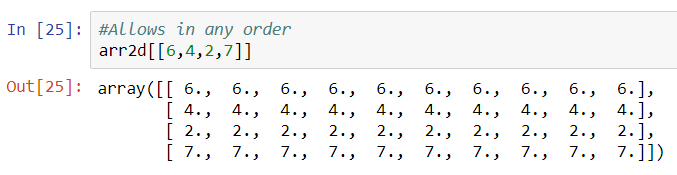 In [25]: #Allows in any order
arr2d[[6,4,2,7]]
Out[25]: array([[ 6., 6., 6., 6., 6., 6., 6., 6., 6., 6.],
[ 4., 4., 4., 4., 4., 4., 4., 4., 4., 4.],
[ 2., 2., 2., 2., 2., 2., 2., 2., 2., 2.],
[ 7., 7., 7., 7., 7., 7., 7., 7., 7., 7.]])